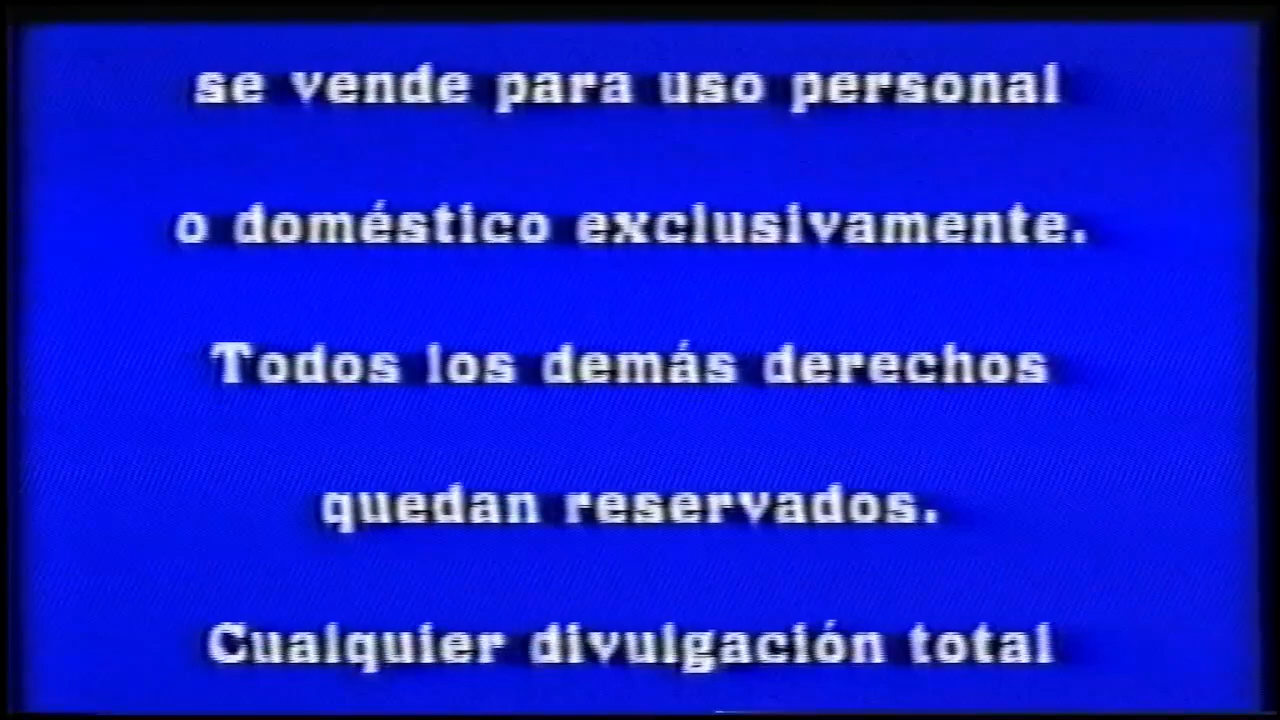 se vende para uso personal
o doméstico exclusivamente.
Todos los demás derechos
quedan reservados.
Cualquier divulgación total